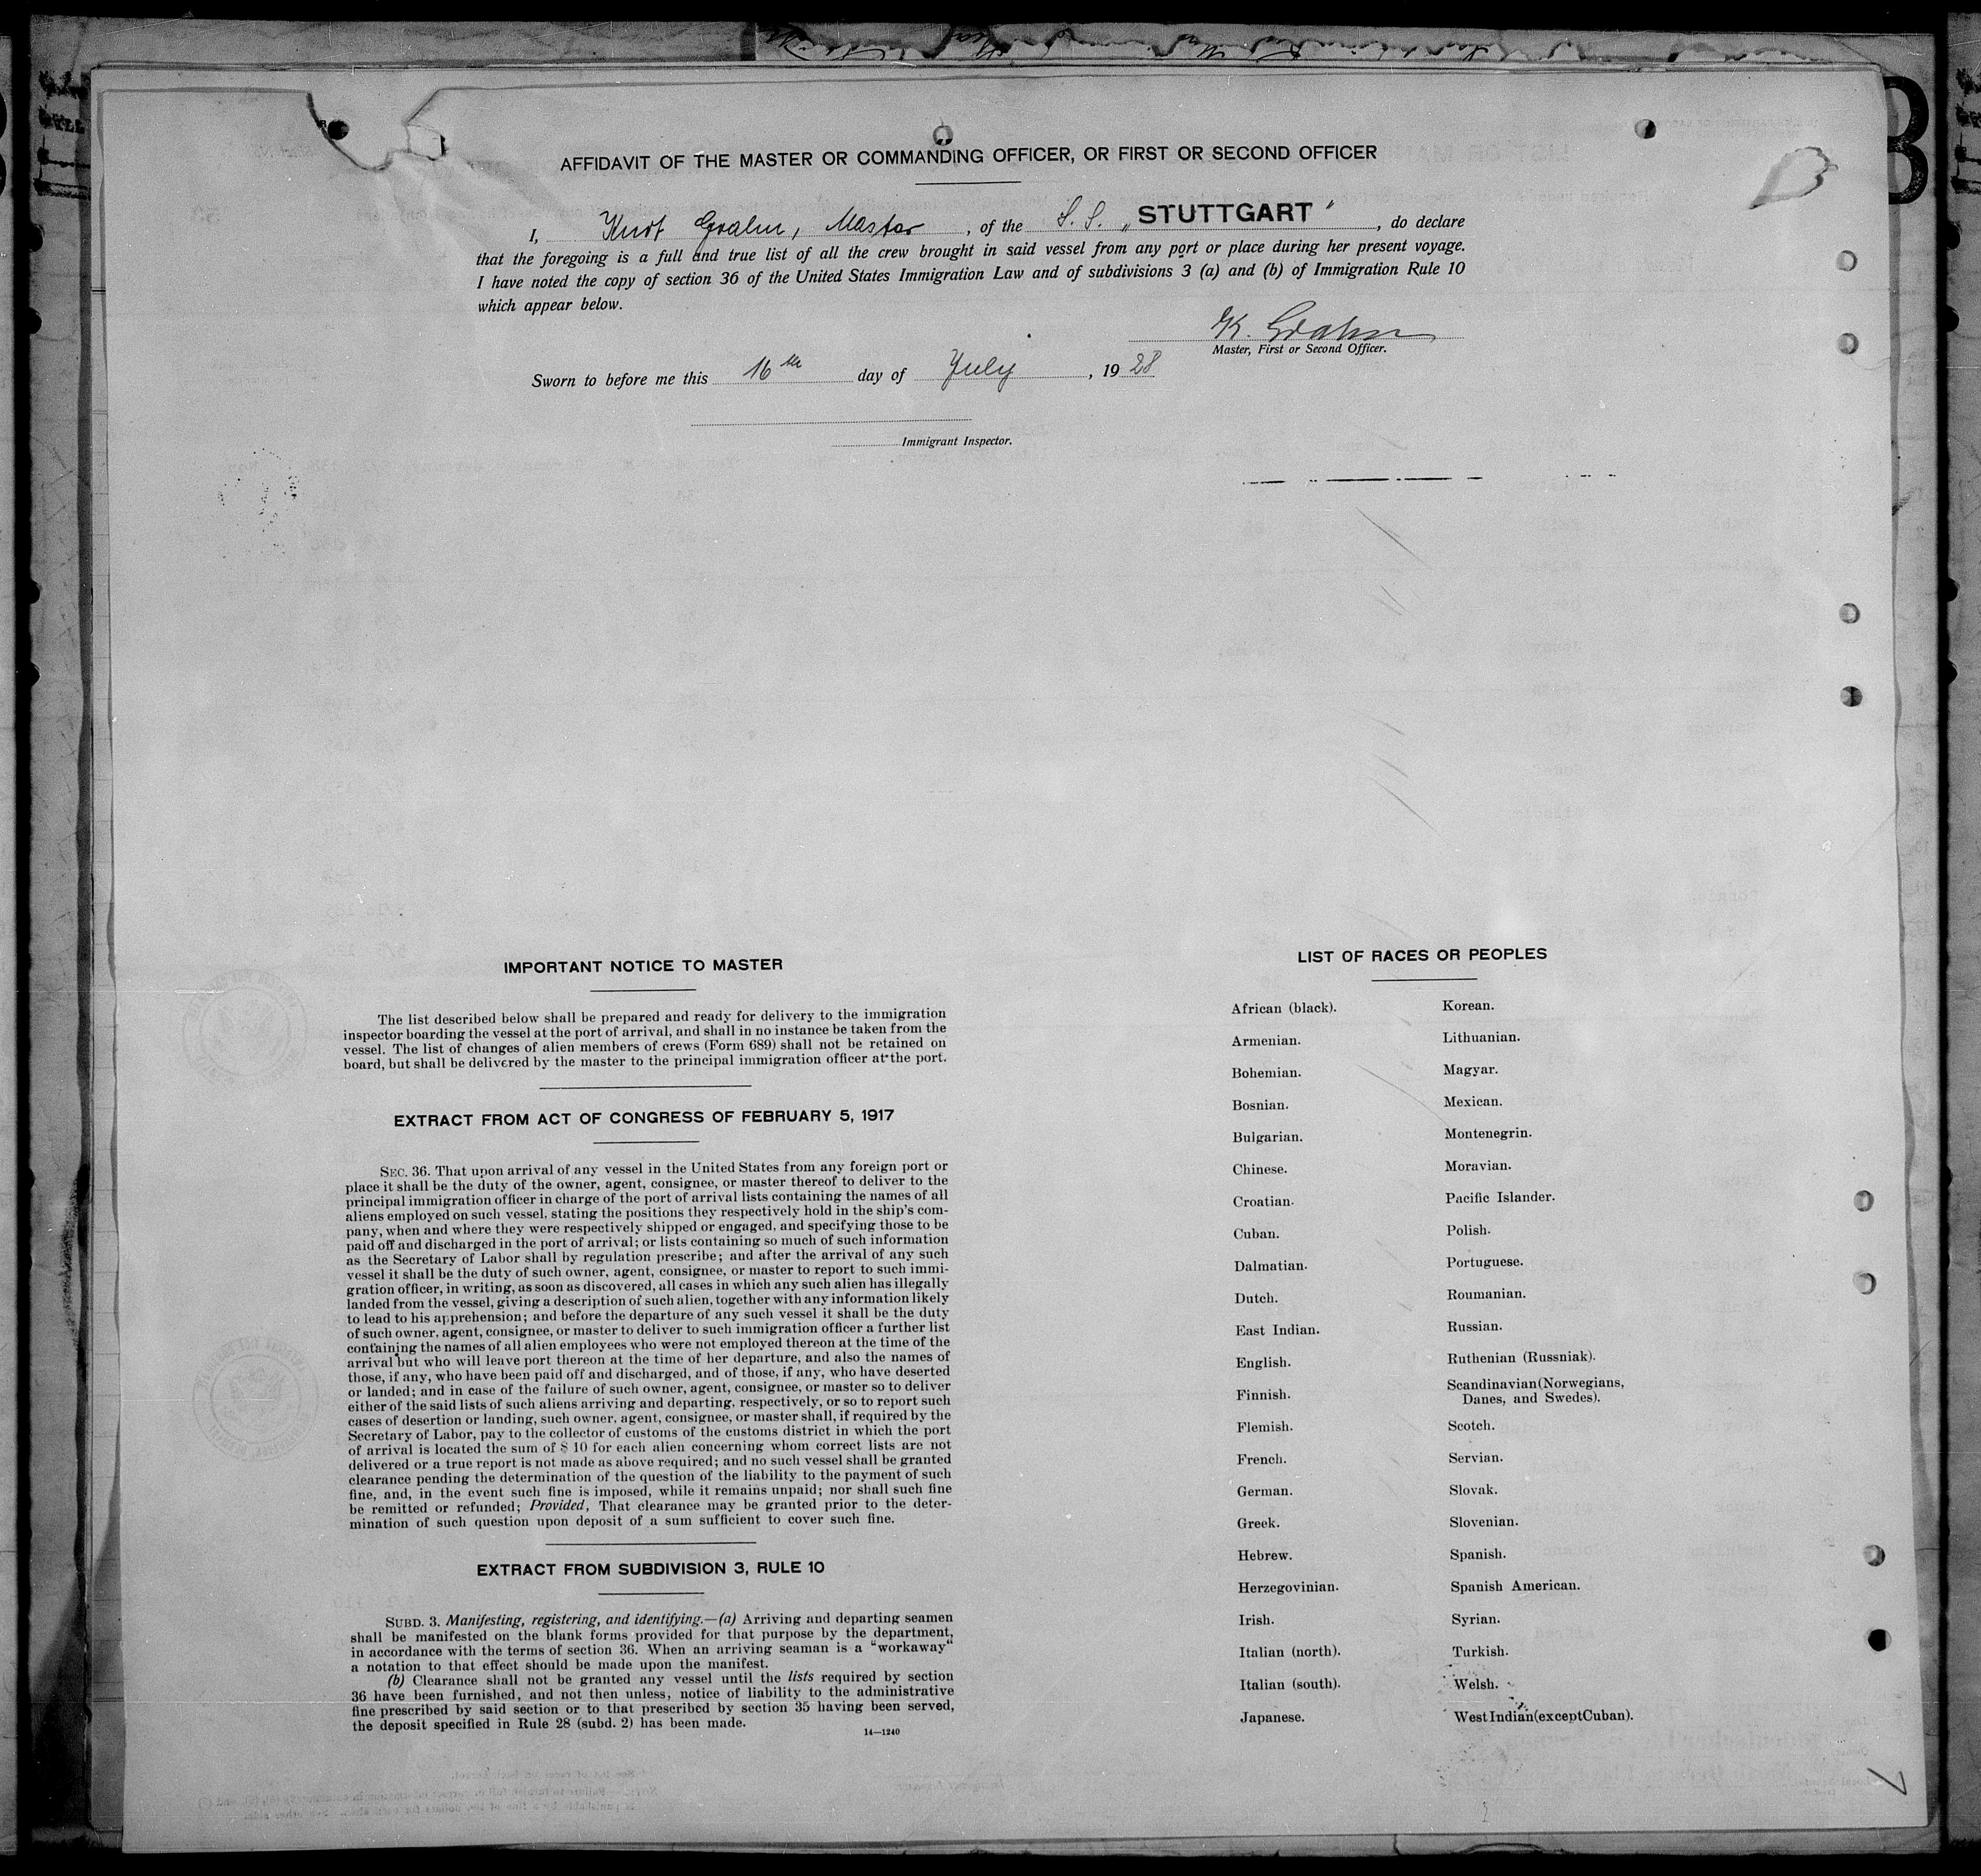 AFFIDAVIT OF THE MASTER OR COMMANDING OFFICER, OR FIRST OR SECOND OFFICER
I, Kurt Grahn, Master, of the S. S. „STUTTGART“, do declare
that the foregoing is a full and true list of all the crew brought in said vessel from any port or place during her present voyage.
I have noted the copy of section 36 of the United States Immigration Law and of subdivisions 3 (a) and (b) of Immigration Rule 10
which appear below.
K. Grahn
Master, First or Second Officer.
Sworn to before me this 16th day of July, 1928
Immigrant Inspector.
IMPORTANT NOTICE TO MASTER
The list described below shall be prepared and ready for delivery to the immigration
inspector boarding the vessel at the port of arrival, and shall in no instance be taken from the
vessel. The list of changes of alien members of crews (Form 689) shall not be retained on
board, but shall be delivered by the master to the principal immigration officer at the port.
EXTRACT FROM ACT OF CONGRESS OF FEBRUARY 5, 1917
SEC. 36. That upon arrival of any vessel in the United States from any foreign port or
place it shall be the duty of the owner, agent, consignee, or master thereof to deliver to the
principal immigration officer in charge of the port of arrival lists containing the names of all
aliens employed on such vessel, stating the positions they respectively hold in the ship's com-
pany, when and where they were respectively shipped or engaged, and specifying those to be
paid off and discharged in the port of arrival; or lists containing so much of such information
as the Secretary of Labor shall by regulation prescribe; and after the arrival of any such
vessel it shall be the duty of such owner, agent, consignee, or master to report to such immi-
gration officer, in writing, as soon as discovered, all cases in which any such alien has illegally
landed from the vessel, giving a description of such alien, together with any information likely
to lead to his apprehension; and before the departure of any such vessel it shall be the duty
of such owner, agent, consignee, or master to deliver to such immigration officer a further list
containing the names of all alien employees who were not employed thereon at the time of the
arrival but who will leave port thereon at the time of her departure, and also the names of
those, if any, who have been paid off and discharged, and of those, if any, who have deserted
or landed; and in case of the failure of such owner, agent, consignee, or master so to deliver
either of the said lists of such aliens arriving and departing, respectively, or so to report such
cases of desertion or landing, such owner, agent, consignee, or master shall, if required by the
Secretary of Labor, pay to the collector of customs of the customs district in which the port
of arrival is located the sum of $ 10 for each alien concerning whom correct lists are not
delivered or a true report is not made as above required; and no such vessel shall be granted
clearance pending the determination of the question of the liability to the payment of such
fine, and, in the event such fine is imposed, while it remains unpaid; nor shall such fine
be remitted or refunded; Provided, That clearance may be granted prior to the deter-
mination of such question upon deposit of a sum sufficient to cover such fine.
EXTRACT FROM SUBDIVISION 3, RULE 10
SUBD. 3. Manifesting, registering, and identifying.—(a) Arriving and departing seamen
shall be manifested on the blank forms provided for that purpose by the department,
in accordance with the terms of section 36. When an arriving seaman is a “workaway“
a notation to that effect should be made upon the manifest.
(b) Clearance shall not be granted any vessel until the lists required by section
36 have been furnished, and not then unless, notice of liability to the administrative
fine prescribed by said section or to that prescribed by section 35 having been served,
the deposit specified in Rule 28 (subd. 2) has been made.
14—1240
LIST OF RACES OR PEOPLES
African (black).
Armenian.
Bohemian.
Bosnian.
Bulgarian.
Chinese.
Croatian.
Cuban.
Dalmatian.
Dutch.
East Indian.
English.
Finnish.
Flemish.
French.
German.
Greek.
Hebrew.
Herzegovinian.
Irish.
Italian (north).
Italian (south).
Japanese.
Korean.
Lithuanian.
Magyar.
Mexican.
Montenegrin.
Moravian.
Pacific Islander.
Polish.
Portuguese.
Roumanian.
Russian.
Ruthenian (Russniak).
Scandinavian (Norwegians,
Danes, and Swedes).
Scotch.
Servian.
Slovak.
Slovenian.
Spanish.
Spanish American.
Syrian.
Turkish.
Welsh.
West Indian (except Cuban).